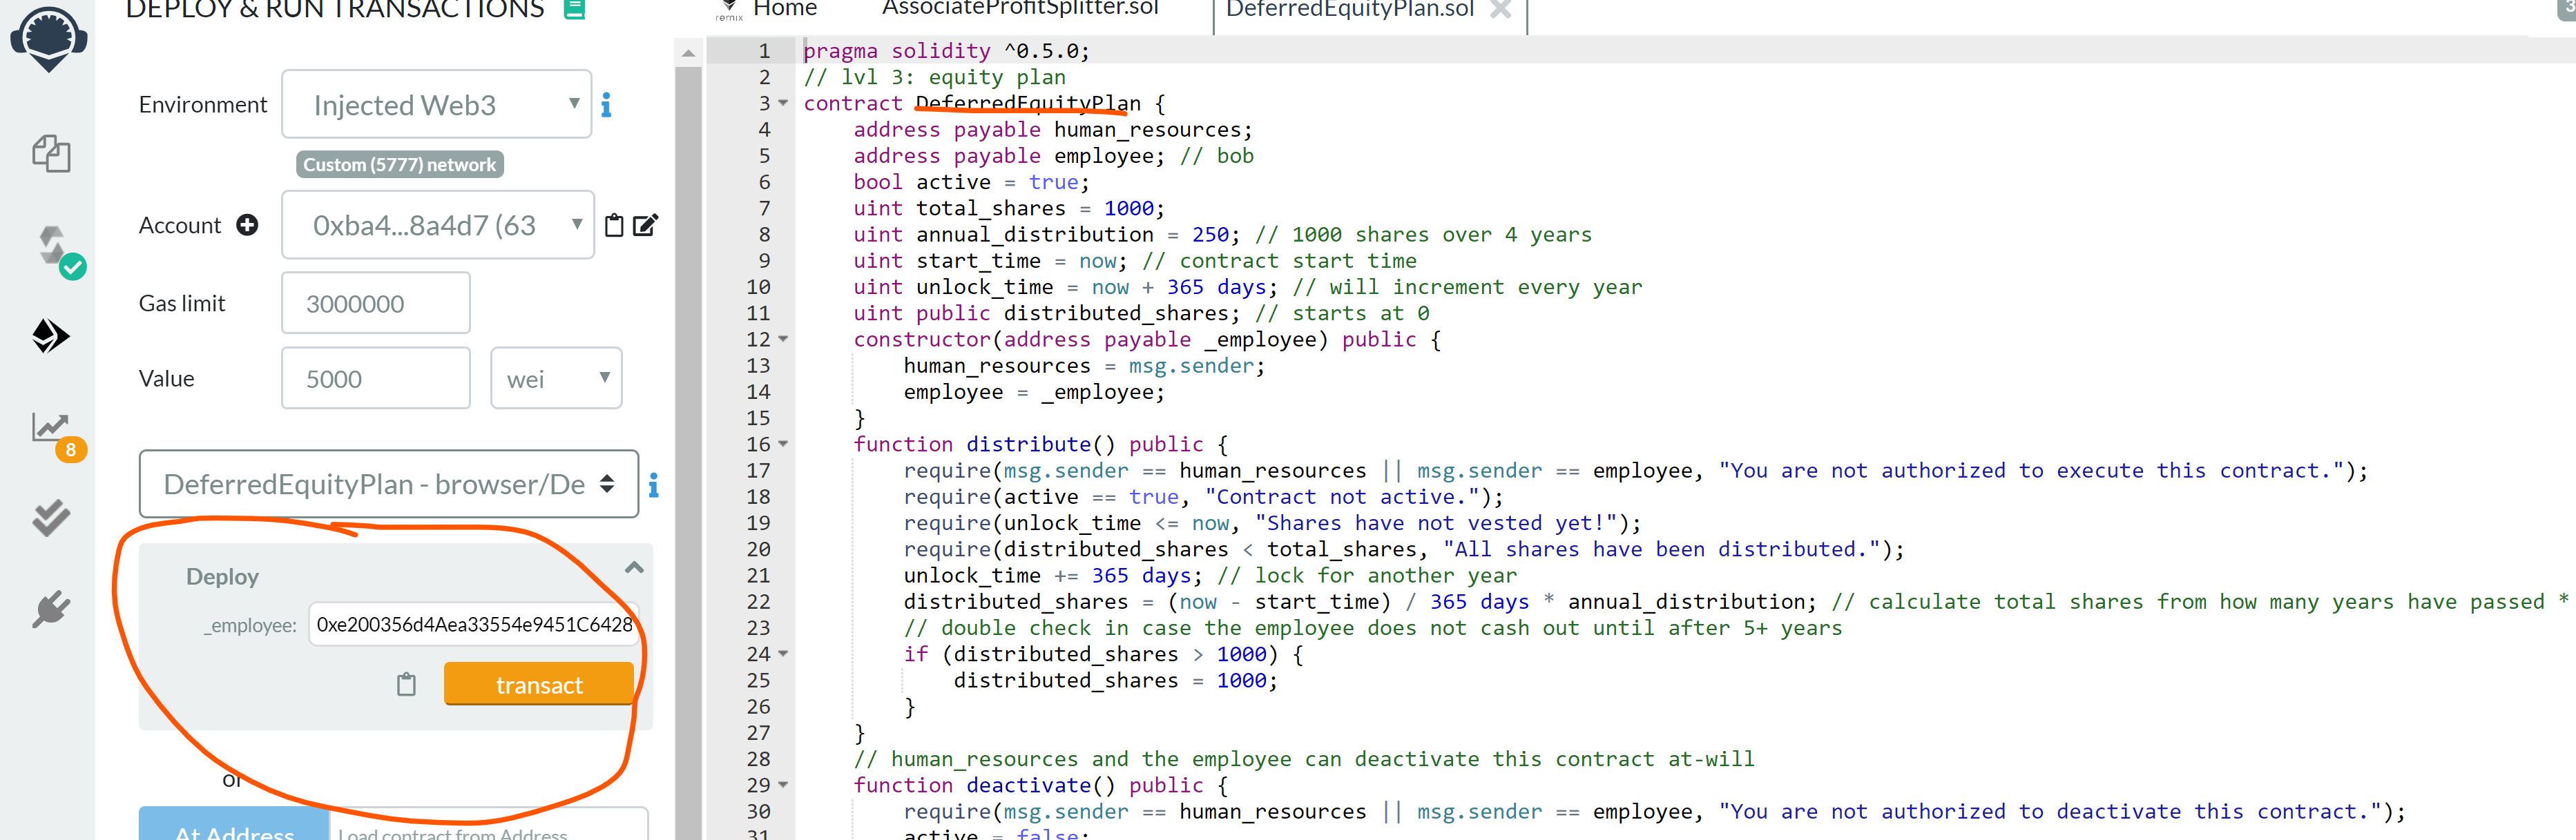 DEPLOY & RUN TRANSACTIONS
Environment
Injected Web3
Custom (5777) network
Account
0xba4...8a4d7 (63
Gas limit
3000000
Value
5000
wei
8
DeferredEquityPlan - browser/De
Deploy
_employee:
0xe200356d4Aea33554e9451C6428
transact
or
At Address
Load contract from Address
remix
Home
AssociateProfitSplitter.sol
DeferredEquityPlan.sol
3
1 pragma solidity ^0.5.0;
2 // lvl 3: equity plan
3 contract DeferredEquityPlan {
4 address payable human_resources;
5 address payable employee; // bob
6 bool active = true;
7 uint total_shares = 1000;
8 uint annual_distribution = 250; // 1000 shares over 4 years
9 uint start_time = now; // contract start time
10 uint unlock_time = now + 365 days; // will increment every year
11 uint public distributed_shares; // starts at 0
12 constructor(address payable _employee) public {
13 human_resources = msg.sender;
14 employee = _employee;
15 }
16 function distribute() public {
17 require(msg.sender == human_resources || msg.sender == employee, "You are not authorized to execute this contract.");
18 require(active == true, "Contract not active.");
19 require(unlock_time <= now, "Shares have not vested yet!");
20 require(distributed_shares < total_shares, "All shares have been distributed.");
21 unlock_time += 365 days; // lock for another year
22 distributed_shares = (now - start_time) / 365 days * annual_distribution; // calculate total shares from how many years have passed *
23 // double check in case the employee does not cash out until after 5+ years
24 if (distributed_shares > 1000) {
25 distributed_shares = 1000;
26 }
27 }
28 // human_resources and the employee can deactivate this contract at-will
29 function deactivate() public {
30 require(msg.sender == human_resources || msg.sender == employee, "You are not authorized to deactivate this contract.");
31 active = false;